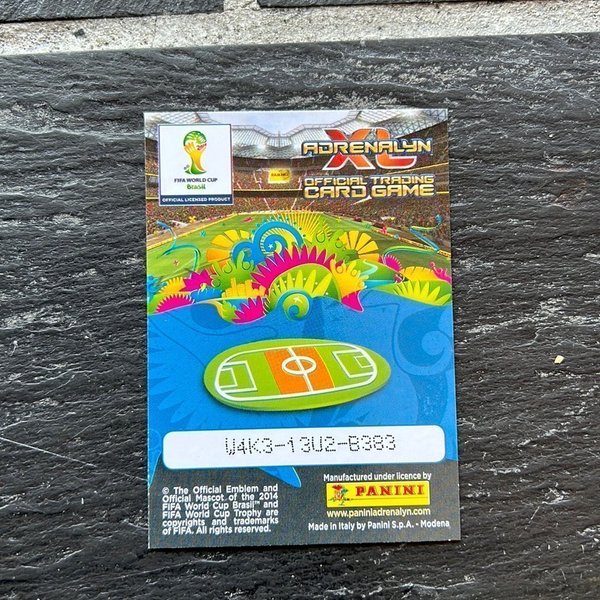 FIFA WORLD CUP
Brasil
OFFICIAL LICENSED PRODUCT
PANINI
ADRENALYN
XL
OFFICIAL TRADING
CARD GAME
W4K3-13U2-B383
© The Official Emblem and
Official Mascot of the 2014
FIFA World Cup Brasil™ and
FIFA World Cup Trophy are
copyrights and trademarks
of FIFA. All rights reserved.
Manufactured under licence by
PANINI
www.paniniadrenalyn.com
Made in Italy by Panini S.p.A. - Modena